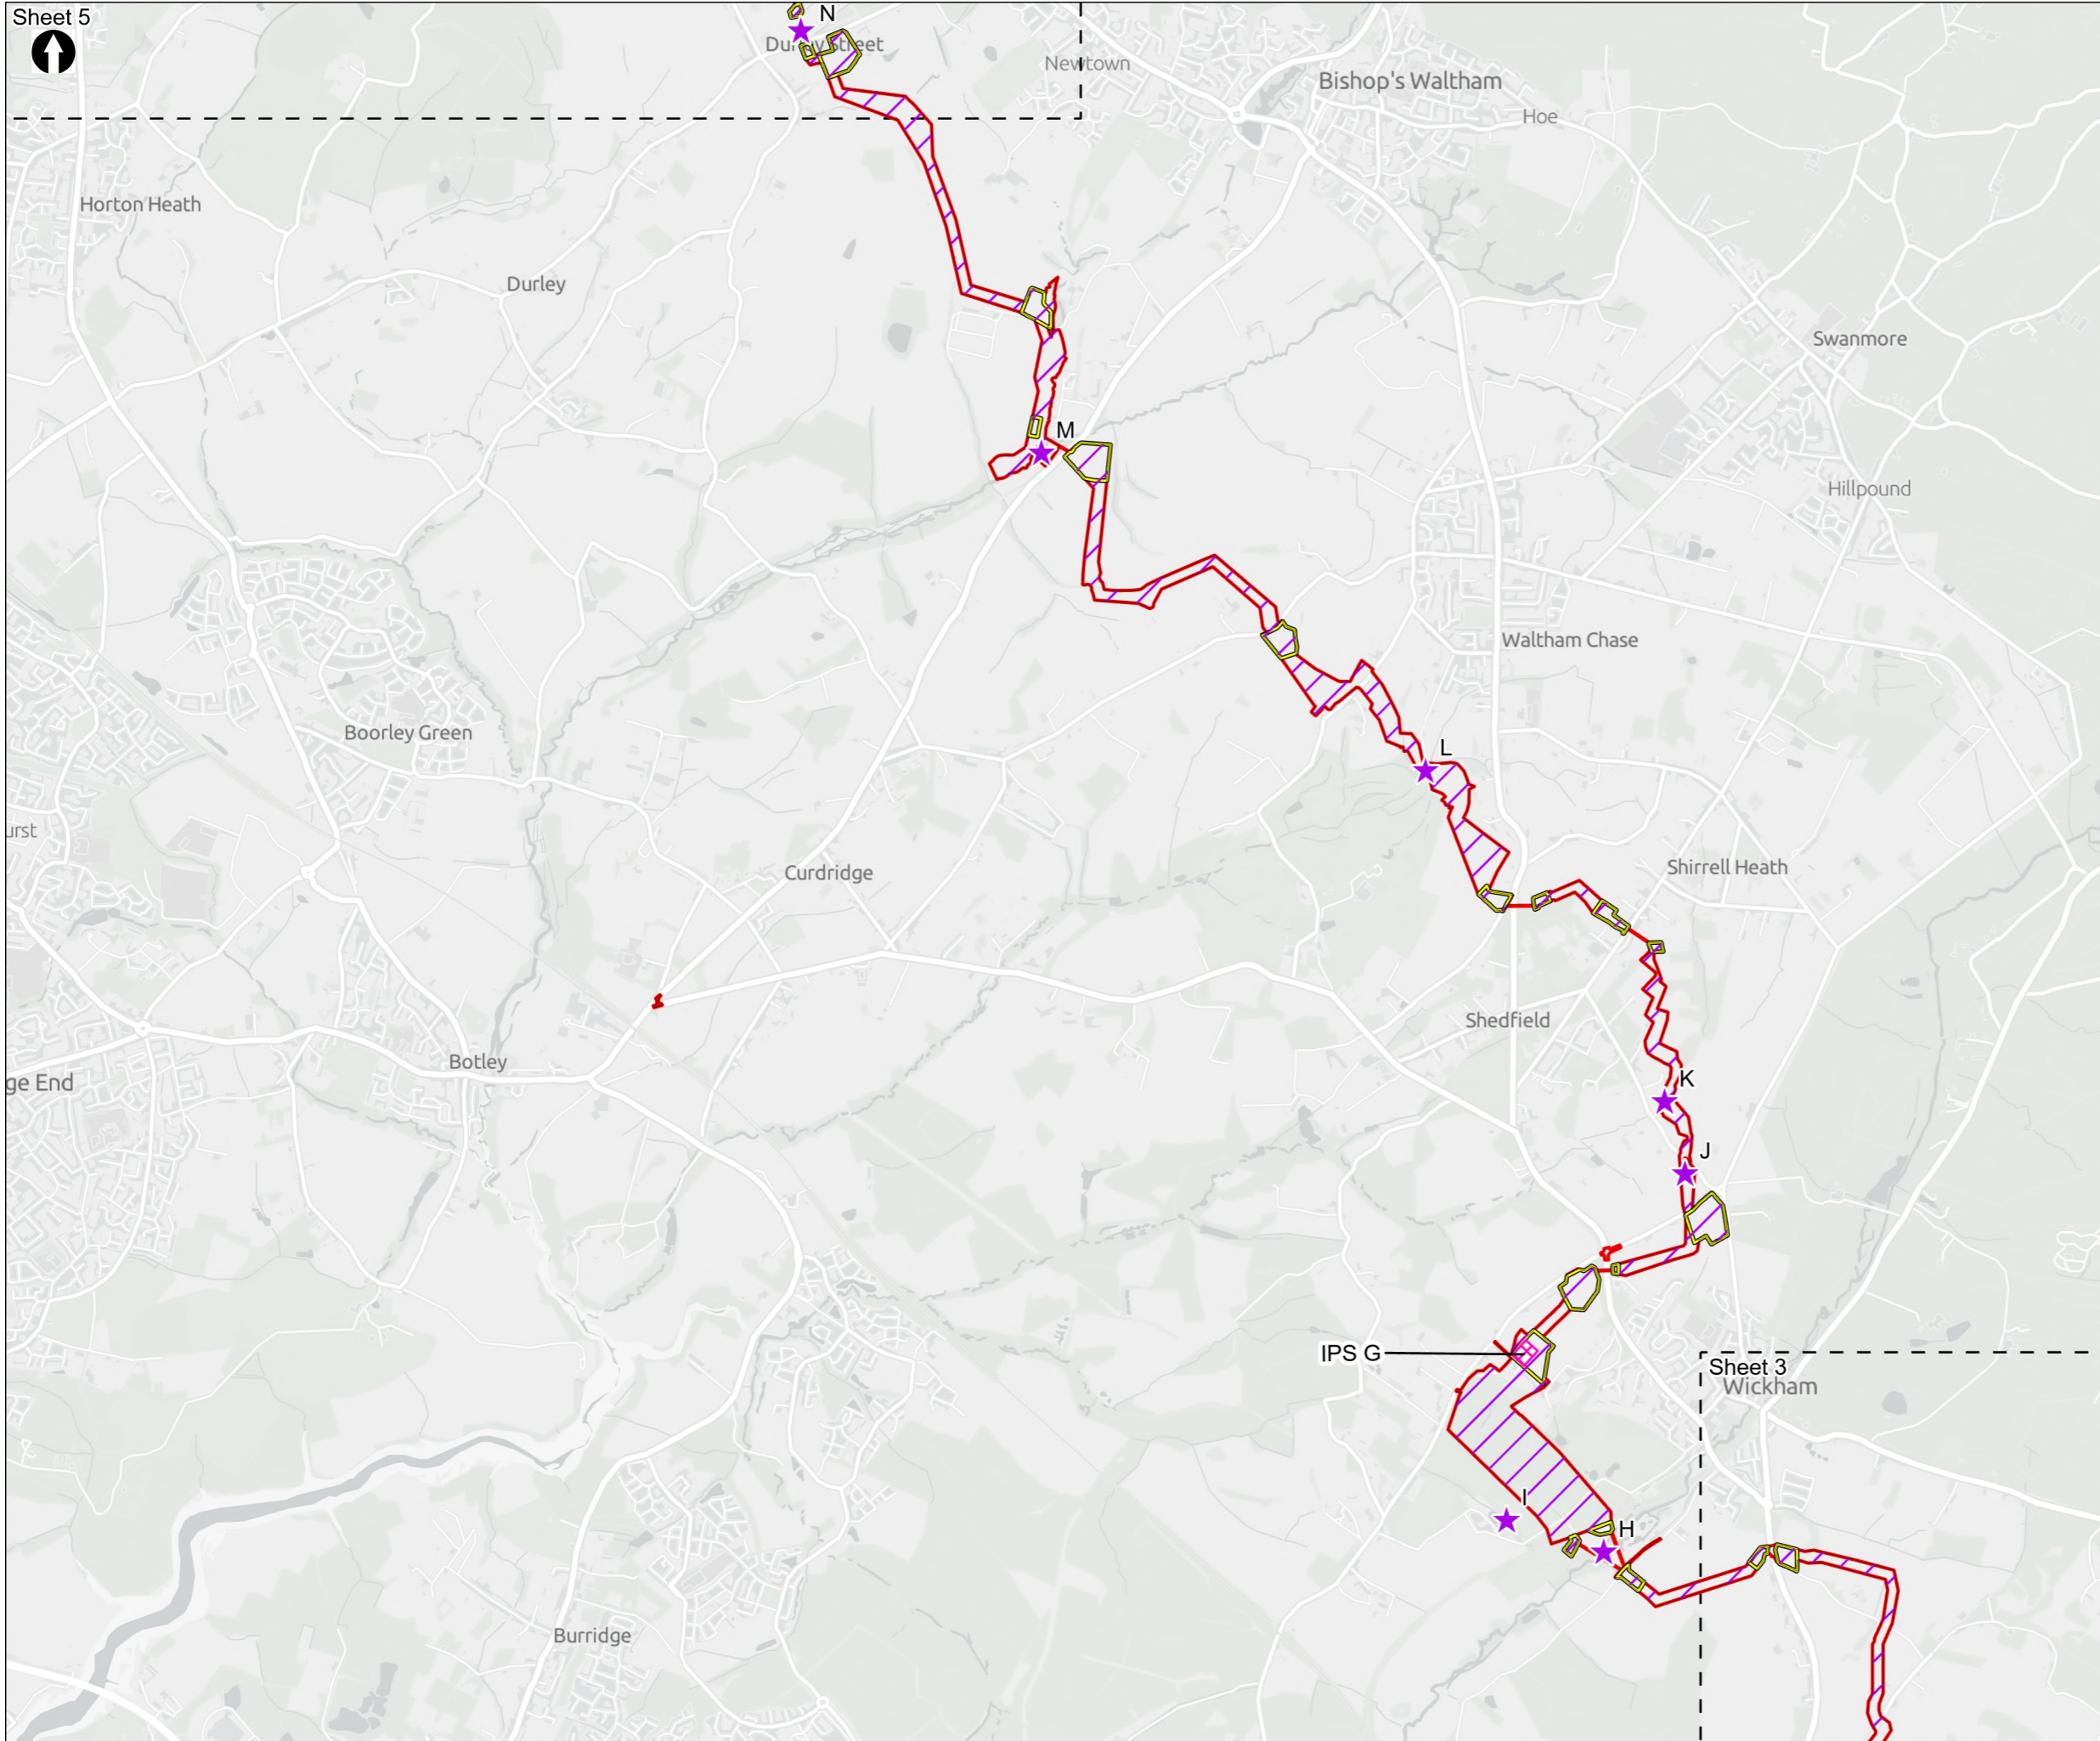 Sheet 5
N
Durley Street
Newtown
Bishop's Waltham
Hoe
Horton Heath
Durley
Swanmore
M
Hillpound
Waltham Chase
Boorley Green
L
urst
Curdridge
Shirrell Heath
Shedfield
Botley
ge End
K
J
IPS G
Sheet 3
Wickham
I
H
Burridge